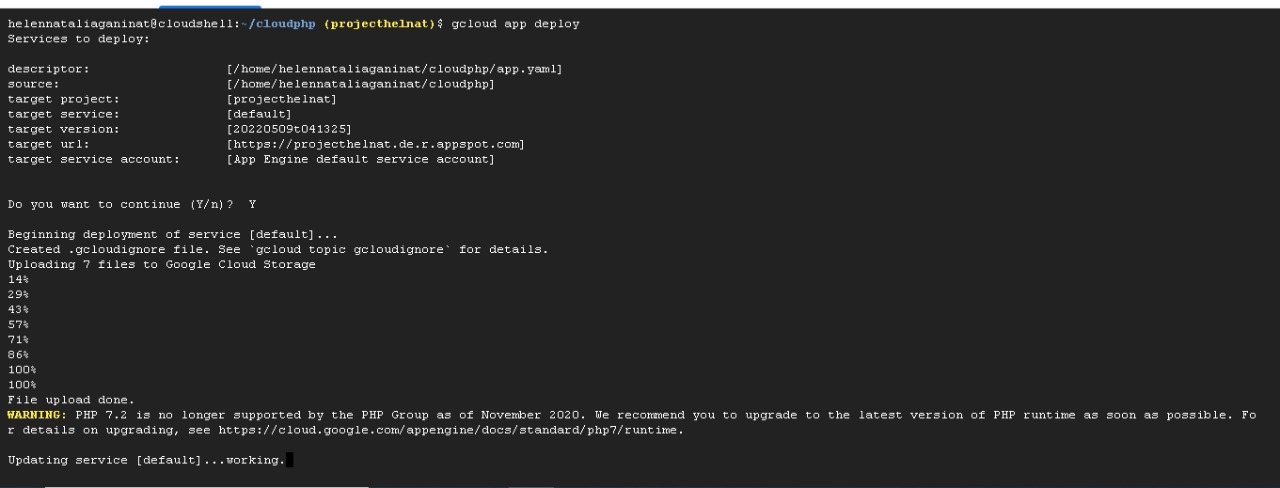 helennataliaganinat@cloudshell:~/cloudphp (projecthelnat)$ gcloud app deploy
Services to deploy:
descriptor: [/home/helennataliaganinat/cloudphp/app.yaml]
source: [/home/helennataliaganinat/cloudphp]
target project: [projecthelnat]
target service: [default]
target version: [20220509t041325]
target url: [https://projecthelnat.de.r.appspot.com]
target service account: [App Engine default service account]
Do you want to continue (Y/n)? Y
Beginning deployment of service [default]...
Created .gcloudignore file. See `gcloud topic gcloudignore` for details.
Uploading 7 files to Google Cloud Storage
14%
29%
43%
57%
71%
86%
100%
100%
File upload done.
WARNING: PHP 7.2 is no longer supported by the PHP Group as of November 2020. We recommend you to upgrade to the latest version of PHP runtime as soon as possible. Fo
r details on upgrading, see https://cloud.google.com/appengine/docs/standard/php7/runtime.
Updating service [default]...working.